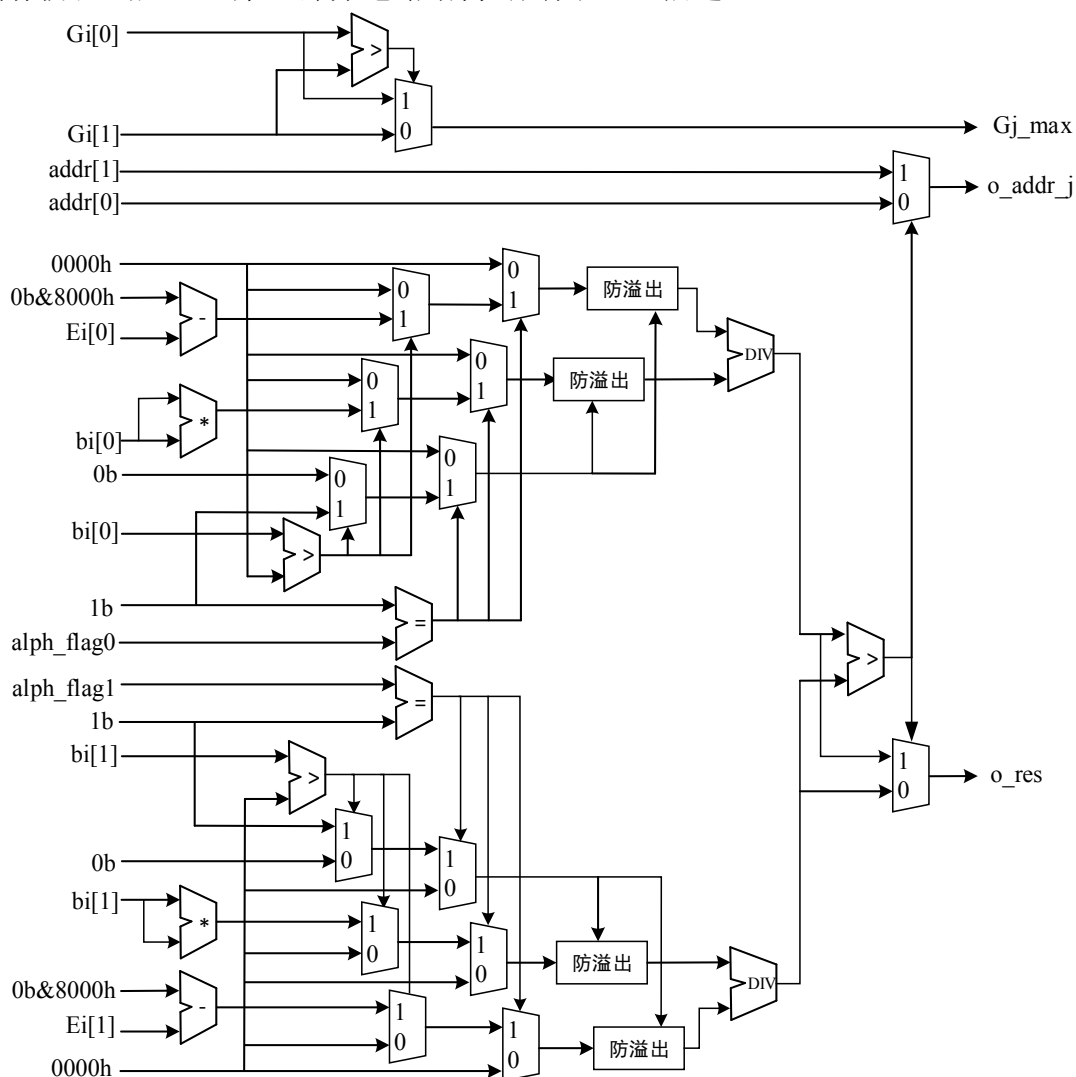 Gi[0]
>
1
0
Gi[1]
Gj_max
addr[1]
addr[0]
1
0
o_addr_j
0000h
0b&8000h
Ei[0]
-
0
1
0
1
防溢出
DIV
0
1
0
1
防溢出
bi[0]
*
0b
0
1
0
1
bi[0]
>
1b
alph_flag0
=
>
alph_flag1
1b
=
bi[1]
>
1
0
o_res
1
0
0b
1
0
bi[1]
*
1
0
1
0
防溢出
DIV
0b&8000h
Ei[1]
-
1
0
1
0
防溢出
0000h